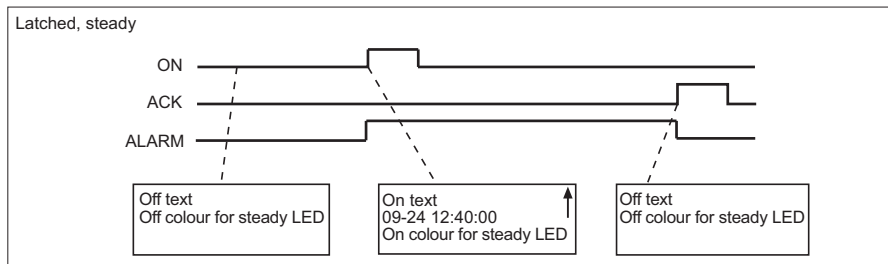 Latched, steady
ON
ACK
ALARM
Off text
Off colour for steady LED
On text
09-24 12:40:00
On colour for steady LED
Off text
Off colour for steady LED